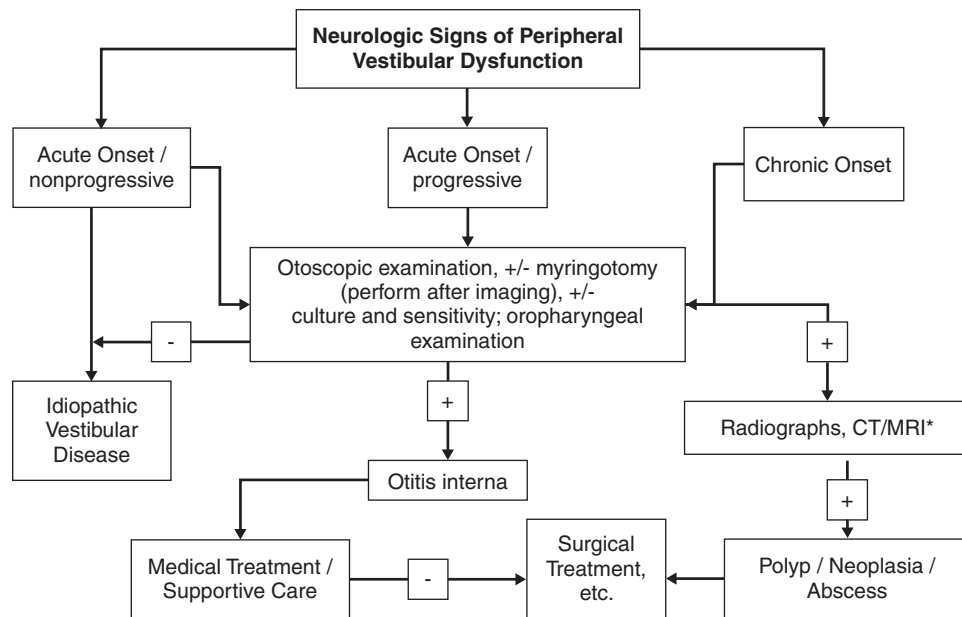 Neurologic Signs of Peripheral
Vestibular Dysfunction
Acute Onset /
nonprogressive
Acute Onset /
progressive
Chronic Onset
Otoscopic examination, +/- myringotomy
(perform after imaging), +/-
culture and sensitivity; oropharyngeal
examination
-
+
+
Idiopathic
Vestibular
Disease
Radiographs, CT/MRI*
Otitis interna
+
Medical Treatment /
Supportive Care
-
Surgical
Treatment,
etc.
Polyp / Neoplasia /
Abscess